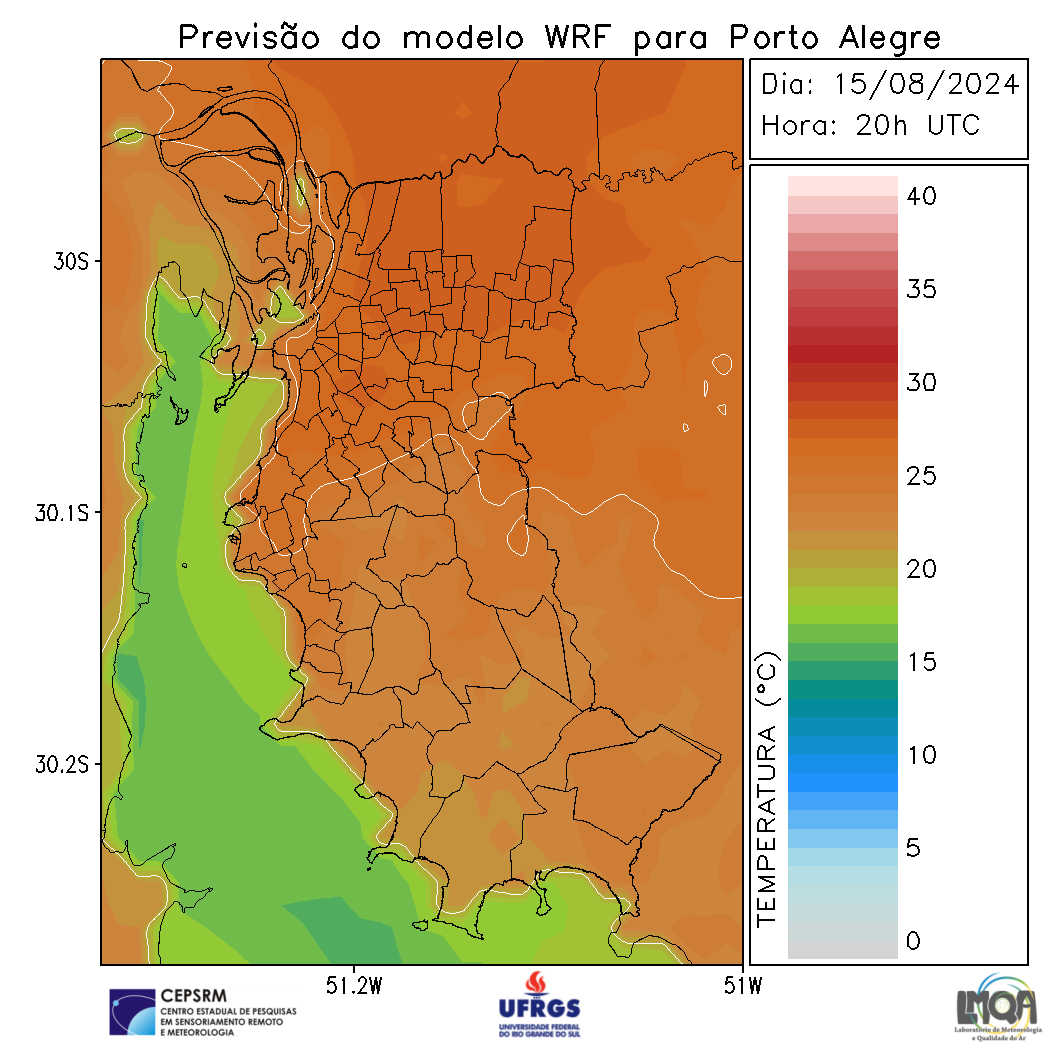 Previsão do modelo WRF para Porto Alegre
Dia: 15/08/2024
Hora: 20h UTC
40
35
30
25
20
15
10
5
0
TEMPERATURA (°C)
30S
30.1S
30.2S
51.2W
51W
CEPSRM
CENTRO ESTADUAL DE PESQUISAS
EM SENSORIAMENTO REMOTO
E METEOROLOGIA
UFRGS
UNIVERSIDADE FEDERAL
DO RIO GRANDE DO SUL
LMQA
Laboratório de Meteorologia
e Qualidade do Ar